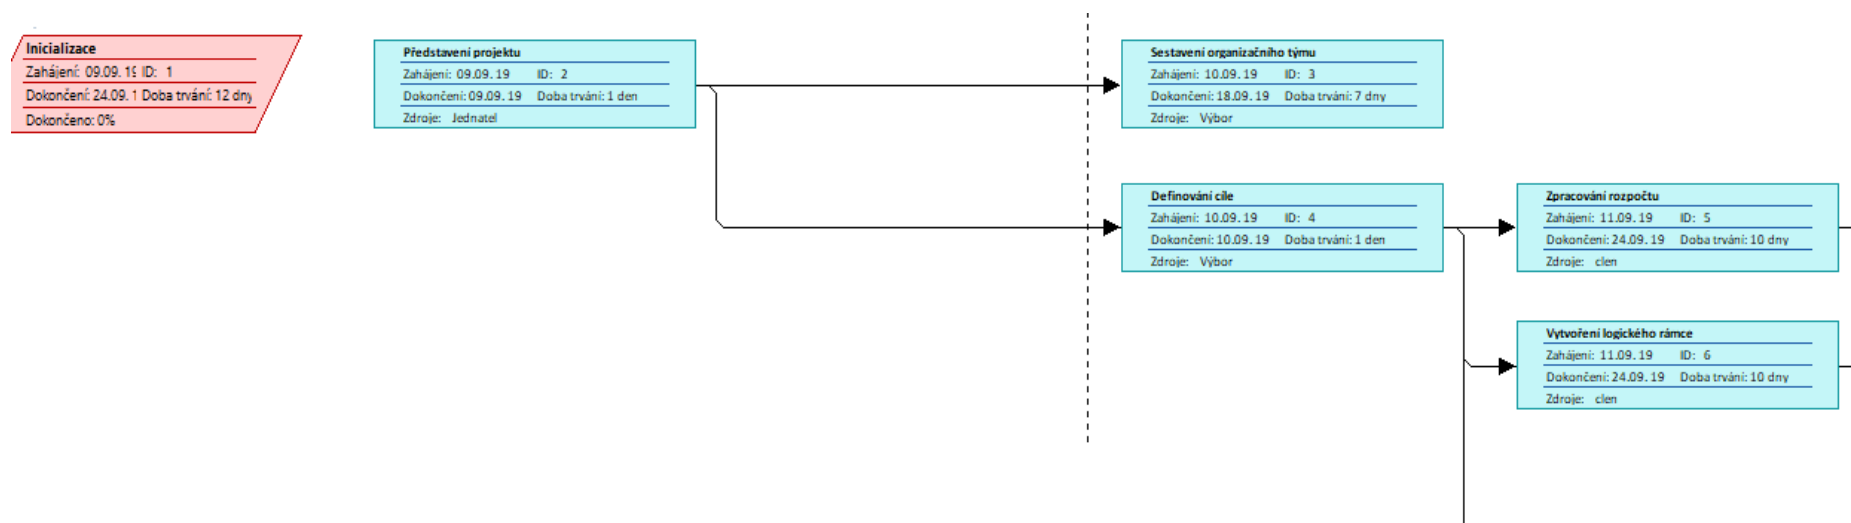 Inicializace
Zahájení: 09.09. 19 ID: 1
Dokončení: 24.09. 1 Doba trvání: 12 dny
Dokončeno: 0%
Představení projektu
Zahájení: 09.09. 19 ID: 2
Dokončení: 09.09. 19 Doba trvání: 1 den
Zdroje: Jednatel
Sestavení organizačního týmu
Zahájení: 10.09. 19 ID: 3
Dokončení: 18.09. 19 Doba trvání: 7 dny
Zdroje: Výbor
Definování cíle
Zahájení: 10.09. 19 ID: 4
Dokončení: 10.09. 19 Doba trvání: 1 den
Zdroje: Výbor
Zpracování rozpočtu
Zahájení: 11.09. 19 ID: 5
Dokončení: 24.09. 19 Doba trvání: 10 dny
Zdroje: clen
Vytvoření logického rámce
Zahájení: 11.09. 19 ID: 6
Dokončení: 24.09. 19 Doba trvání: 10 dny
Zdroje: clen